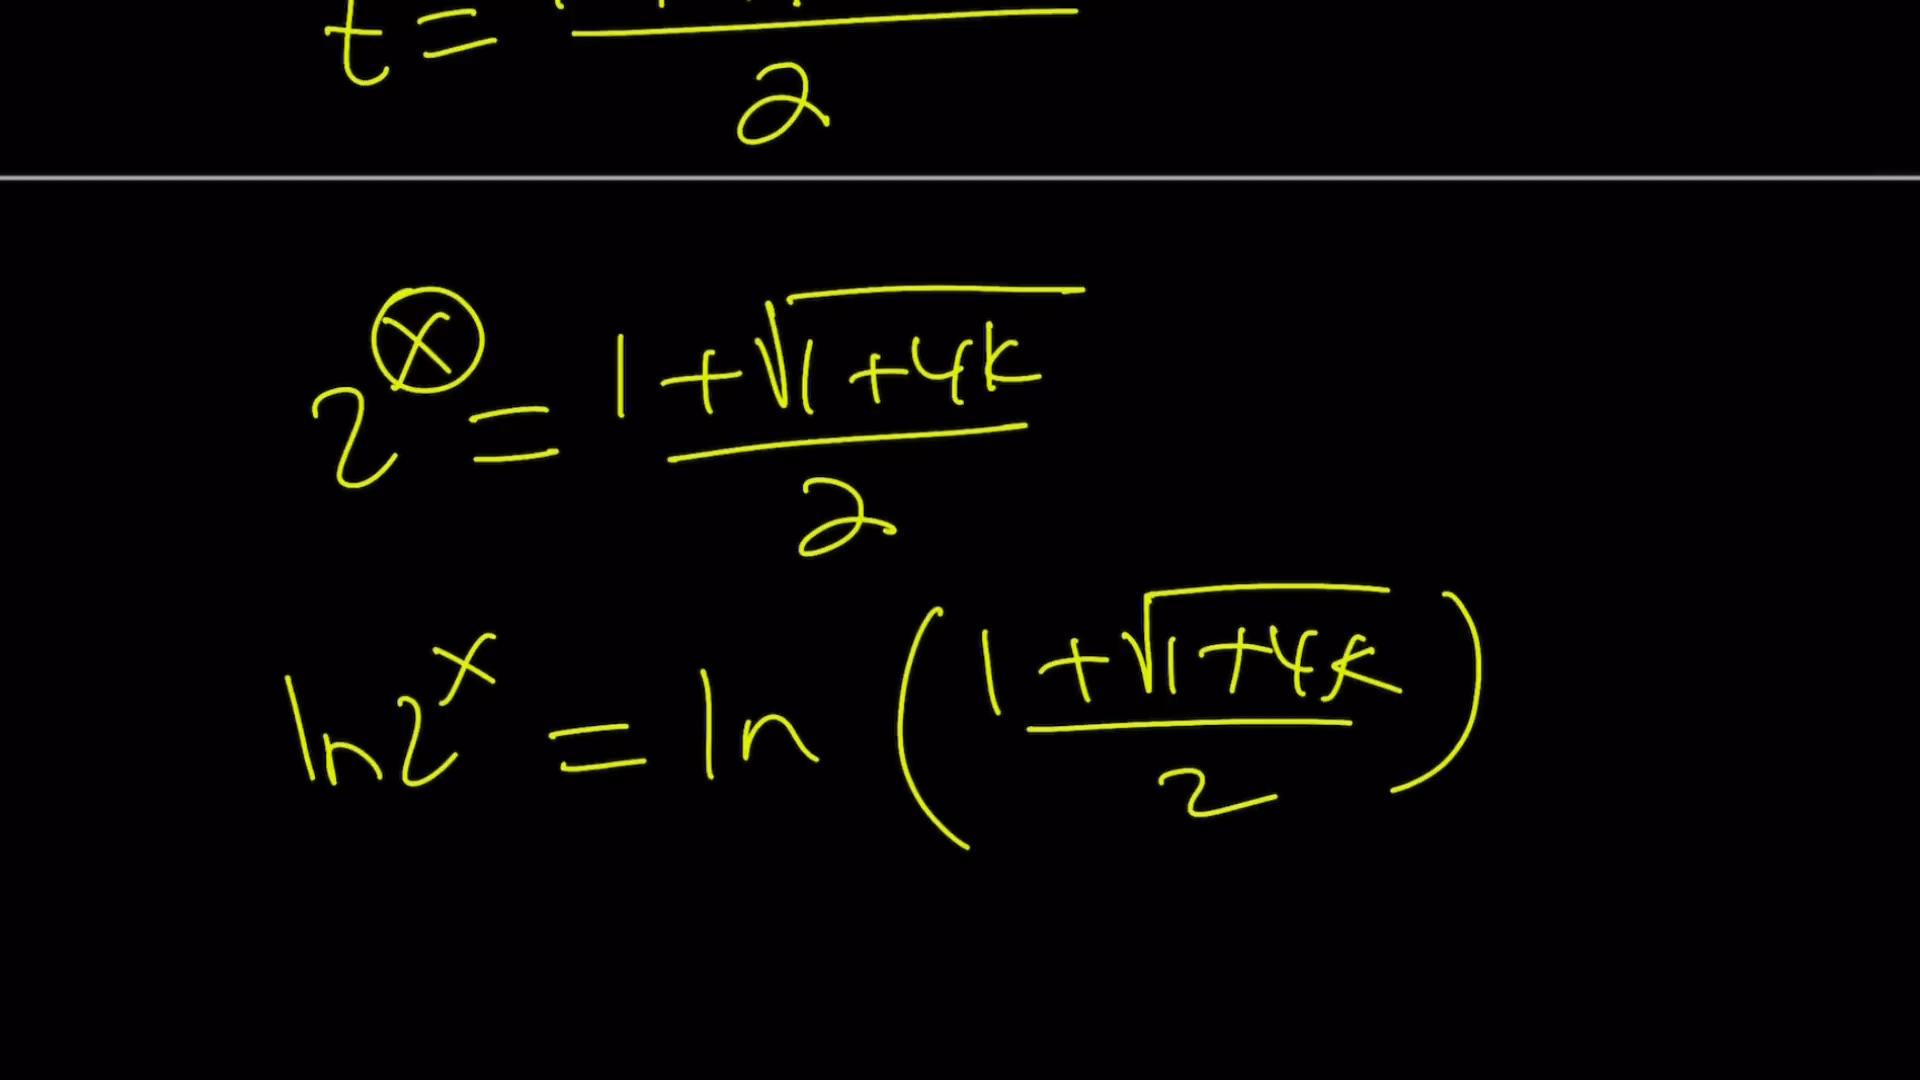 t = ―
2
2^x = (1 + √(1 + 4k)) / 2
ln 2^x = ln ((1 + √(1 + 4k)) / 2)